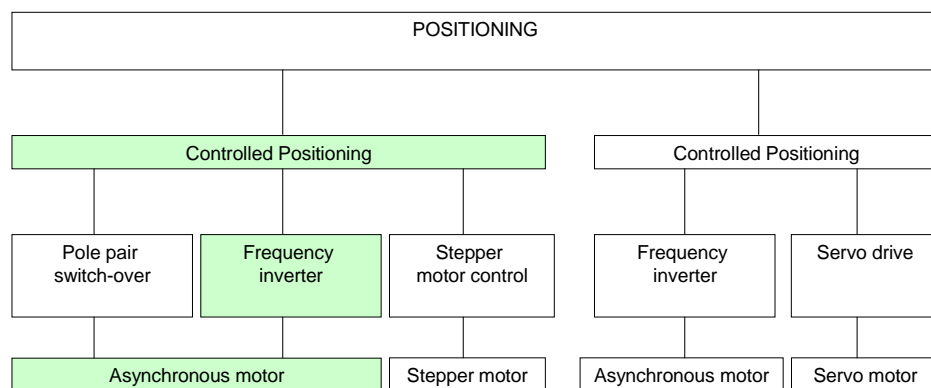 POSITIONING
Controlled Positioning
Controlled Positioning
Pole pair
switch-over
Frequency
inverter
Stepper
motor control
Frequency
inverter
Servo drive
Asynchronous motor
Stepper motor
Asynchronous motor
Servo motor